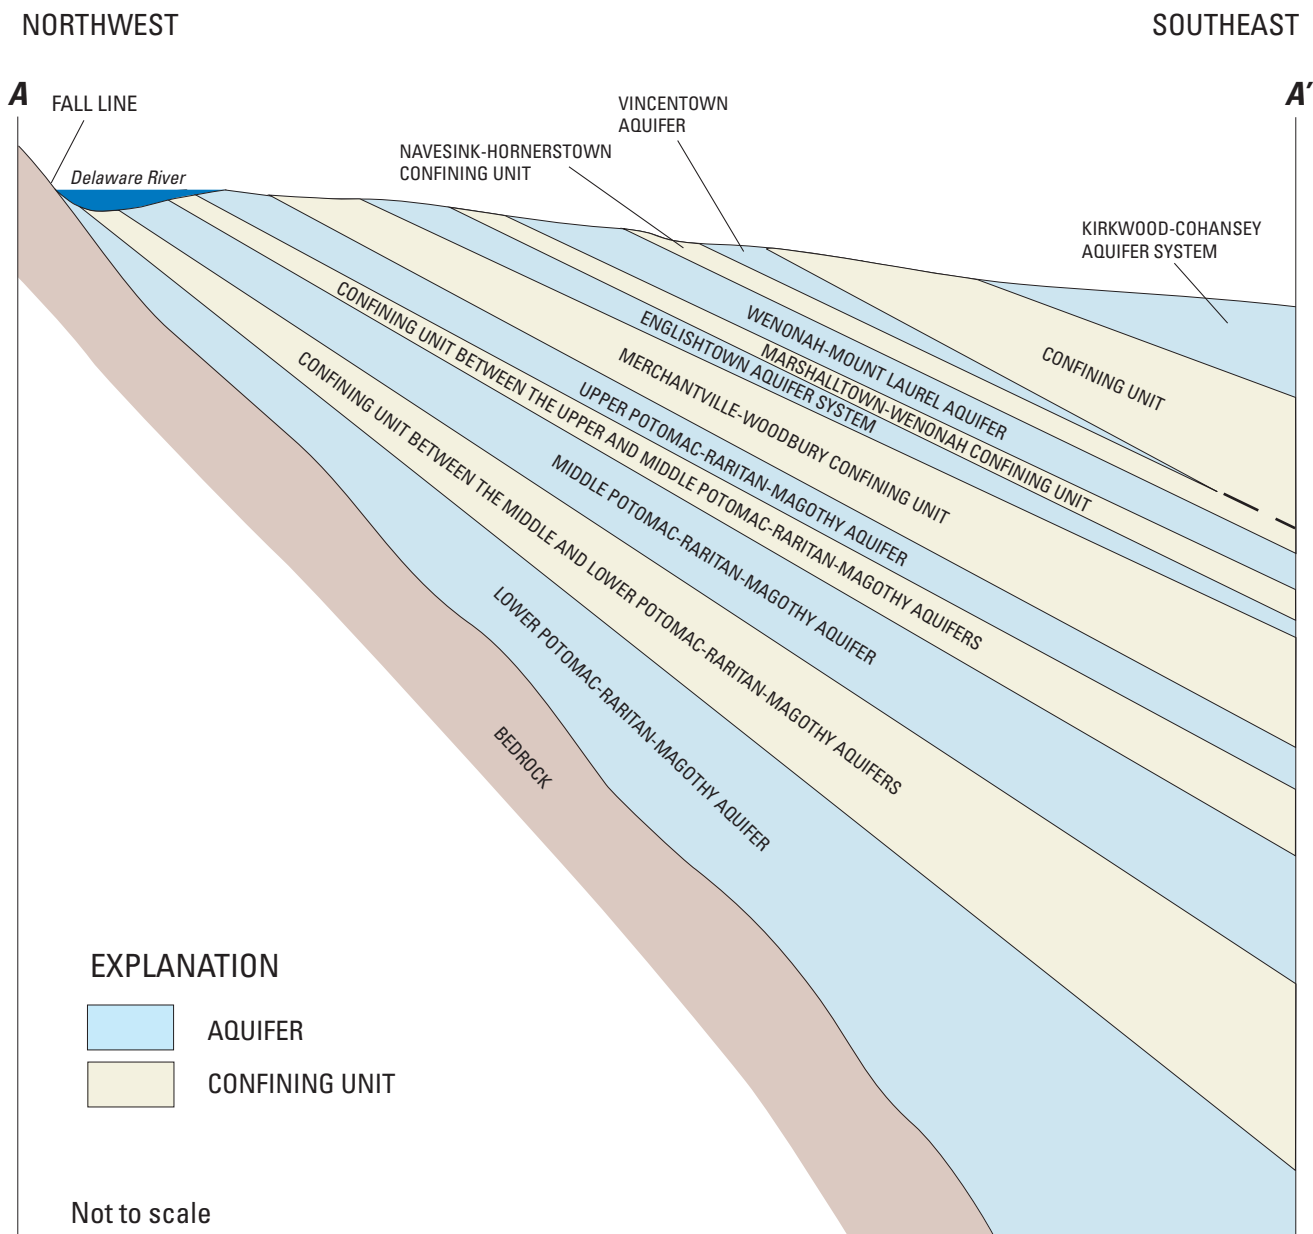 NORTHWEST
SOUTHEAST
A
A′
FALL LINE
VINCENTOWN
AQUIFER
NAVESINK-HORNERSTOWN
CONFINING UNIT
Delaware River
KIRKWOOD-COHANSEY
AQUIFER SYSTEM
CONFINING UNIT
WENONAH-MOUNT LAUREL AQUIFER
MARSHALLTOWN-WENONAH CONFINING UNIT
ENGLISHTOWN AQUIFER SYSTEM
MERCHANTVILLE-WOODBURY CONFINING UNIT
UPPER POTOMAC-RARITAN-MAGOTHY AQUIFER
CONFINING UNIT BETWEEN THE UPPER AND MIDDLE POTOMAC-RARITAN-MAGOTHY AQUIFERS
MIDDLE POTOMAC-RARITAN-MAGOTHY AQUIFER
CONFINING UNIT BETWEEN THE MIDDLE AND LOWER POTOMAC-RARITAN-MAGOTHY AQUIFERS
LOWER POTOMAC-RARITAN-MAGOTHY AQUIFER
BEDROCK
EXPLANATION
AQUIFER
CONFINING UNIT
Not to scale